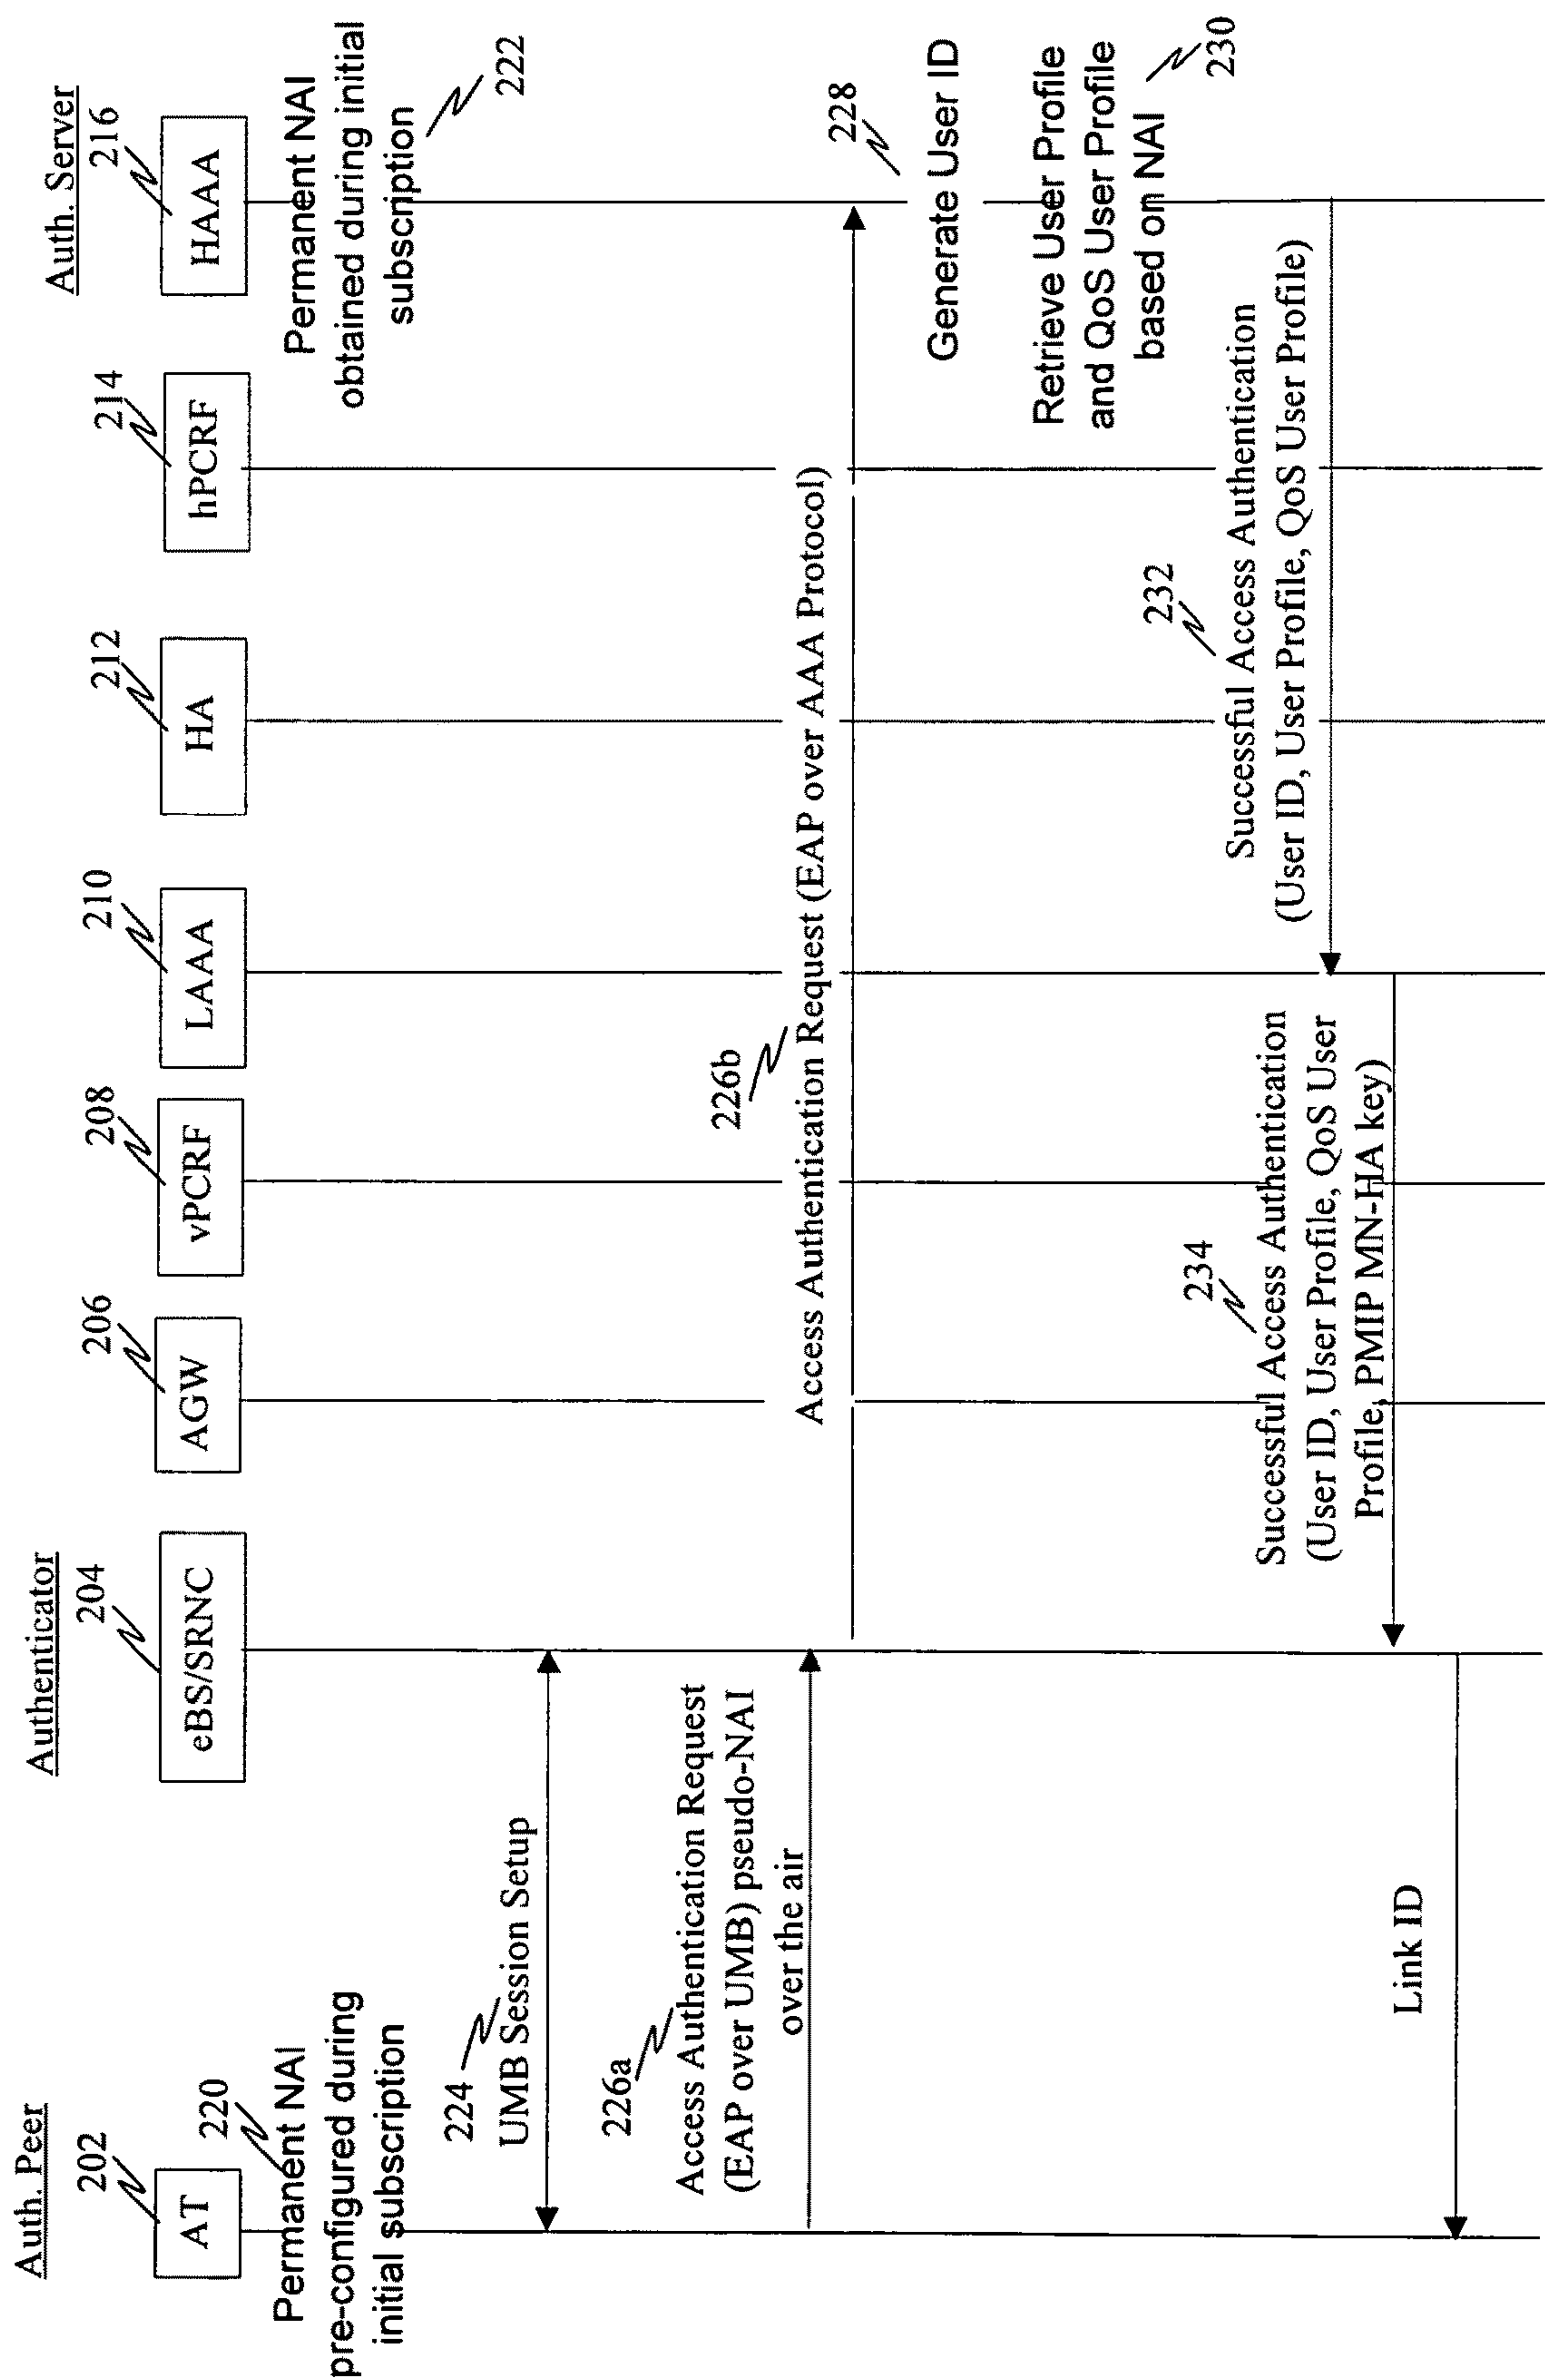 Auth. Peer
Authenticator
Auth. Server
202
204
206
208
210
212
214
216
AT
eBS/SRNC
AGW
vPCRF
LAAA
HA
hPCRF
HAAA
220
Permanent NAI
pre-configured during
initial subscription
Permanent NAI
obtained during initial
subscription
222
224
UMB Session Setup
226a
Access Authentication Request
(EAP over UMB) pseudo-NAI
over the air
226b
Access Authentication Request (EAP over AAA Protocol)
228
Generate User ID
Retrieve User Profile
and QoS User Profile
based on NAI
230
232
Successful Access Authentication
(User ID, User Profile, QoS User Profile)
234
Successful Access Authentication
(User ID, User Profile, QoS User
Profile, PMIP MN-HA key)
Link ID